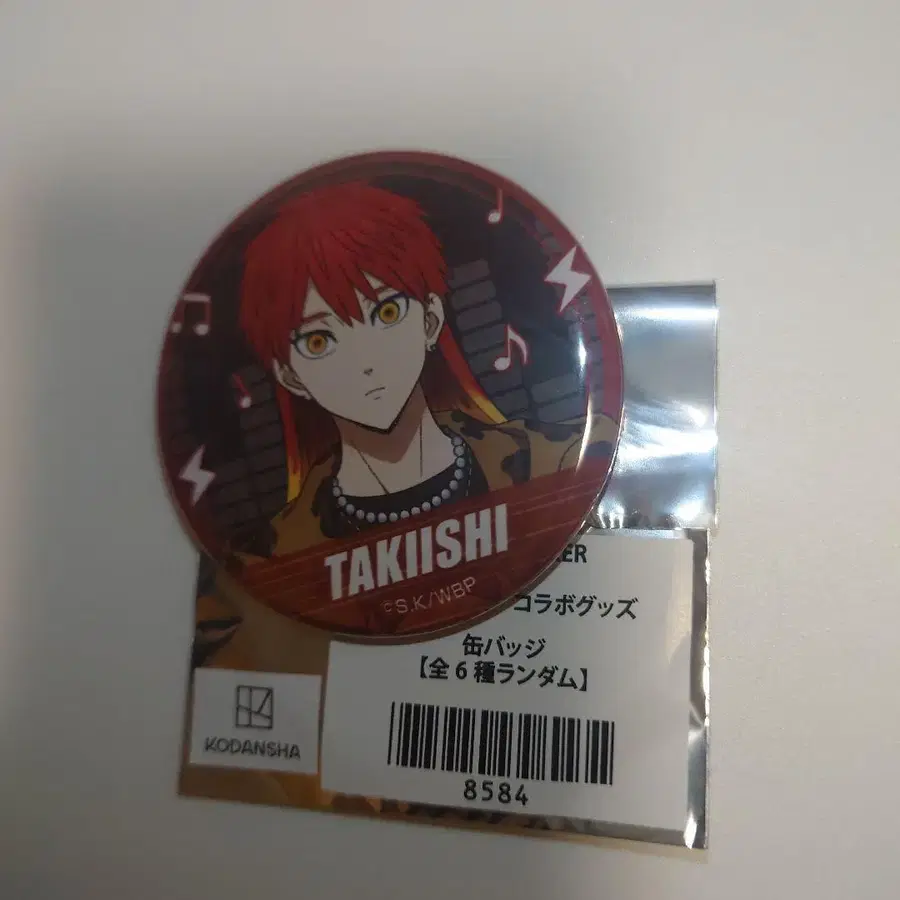 TAKIISHI
©S.K/WBP
コラボグッズ
缶バッジ
【全6種ランダム】
KODANSHA
8584